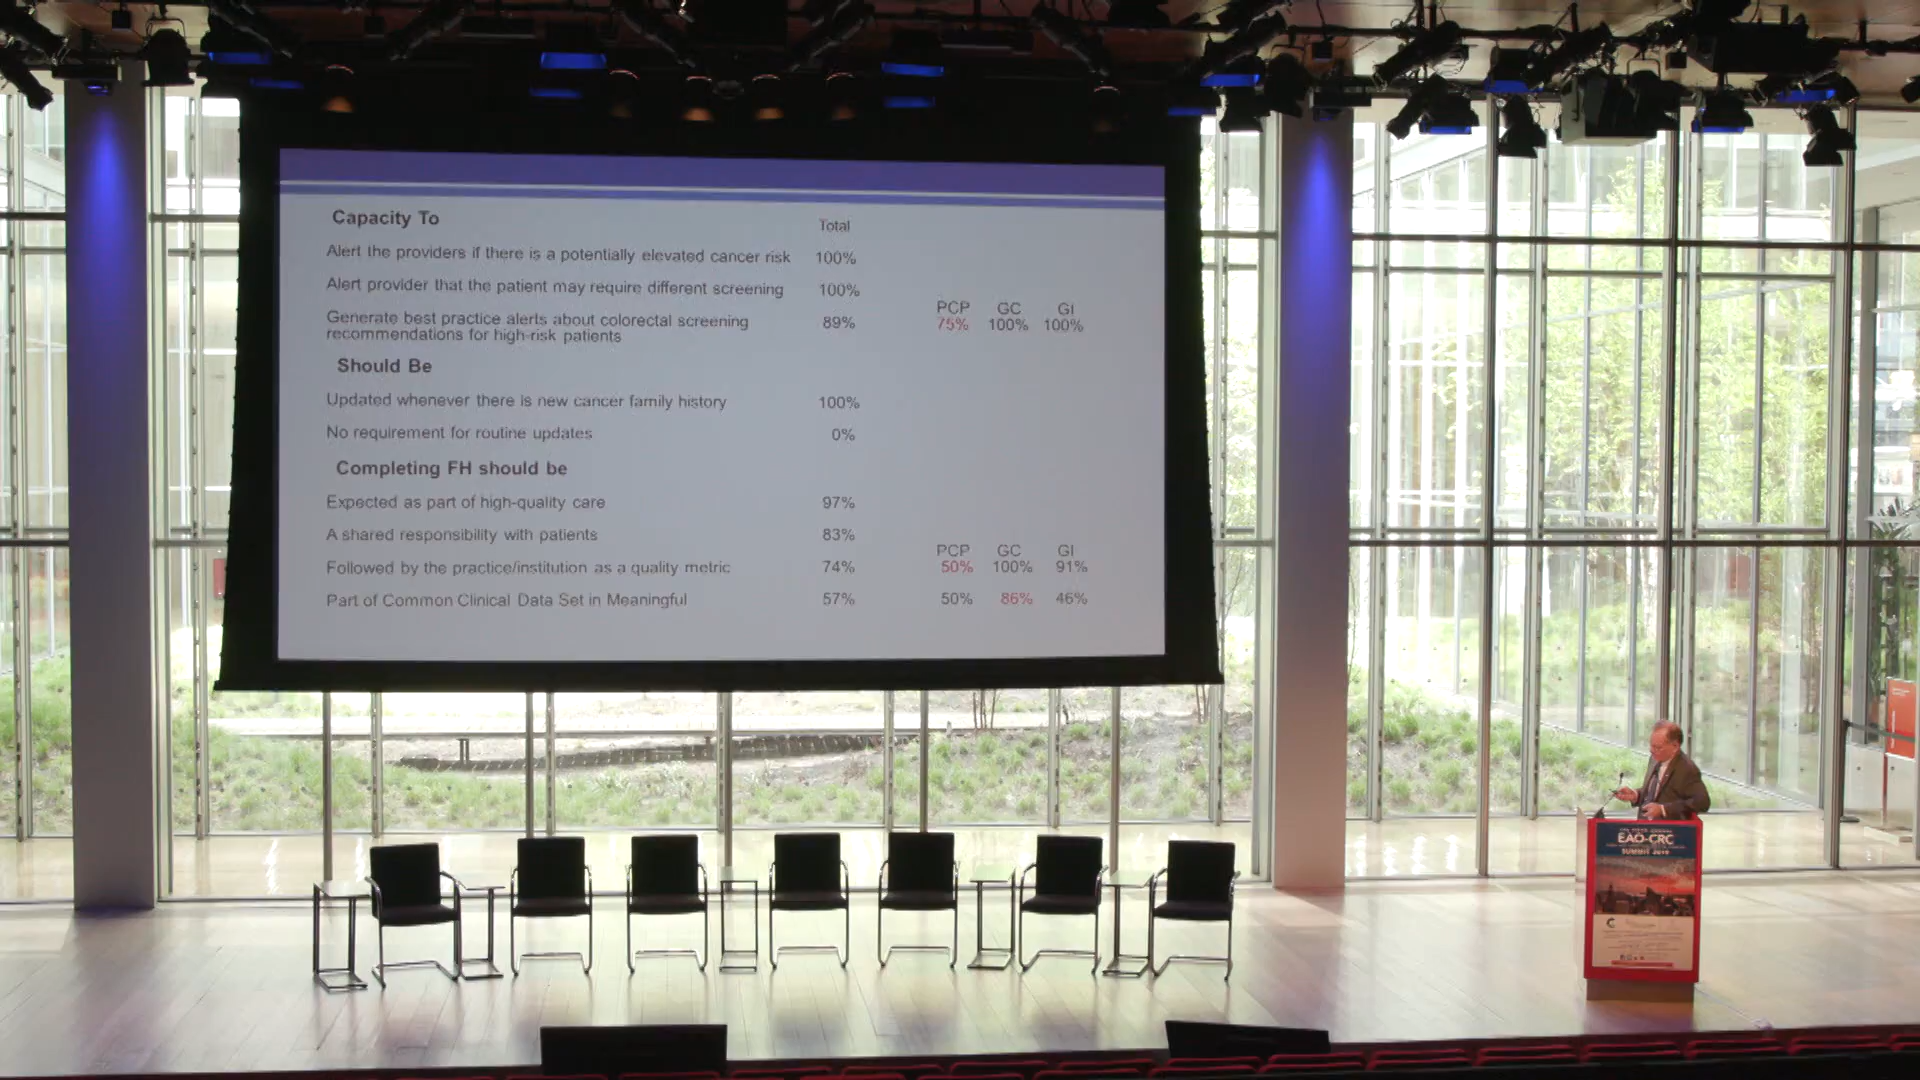 Capacity To
Total
Alert the providers if there is a potentially elevated cancer risk 100%
Alert provider that the patient may require different screening 100%
PCP GC GI
Generate best practice alerts about colorectal screening 89% 75% 100% 100%
recommendations for high-risk patients
Should Be
Updated whenever there is new cancer family history 100%
No requirement for routine updates 0%
Completing FH should be
Expected as part of high-quality care 97%
A shared responsibility with patients 83%
PCP GC GI
Followed by the practice/institution as a quality metric 74% 50% 100% 91%
Part of Common Clinical Data Set in Meaningful 57% 50% 86% 46%
EAO-CRC
SUMMIT 2019